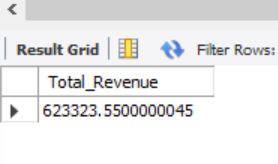 Result Grid Filter Rows:
Total_Revenue
623323.5500000045